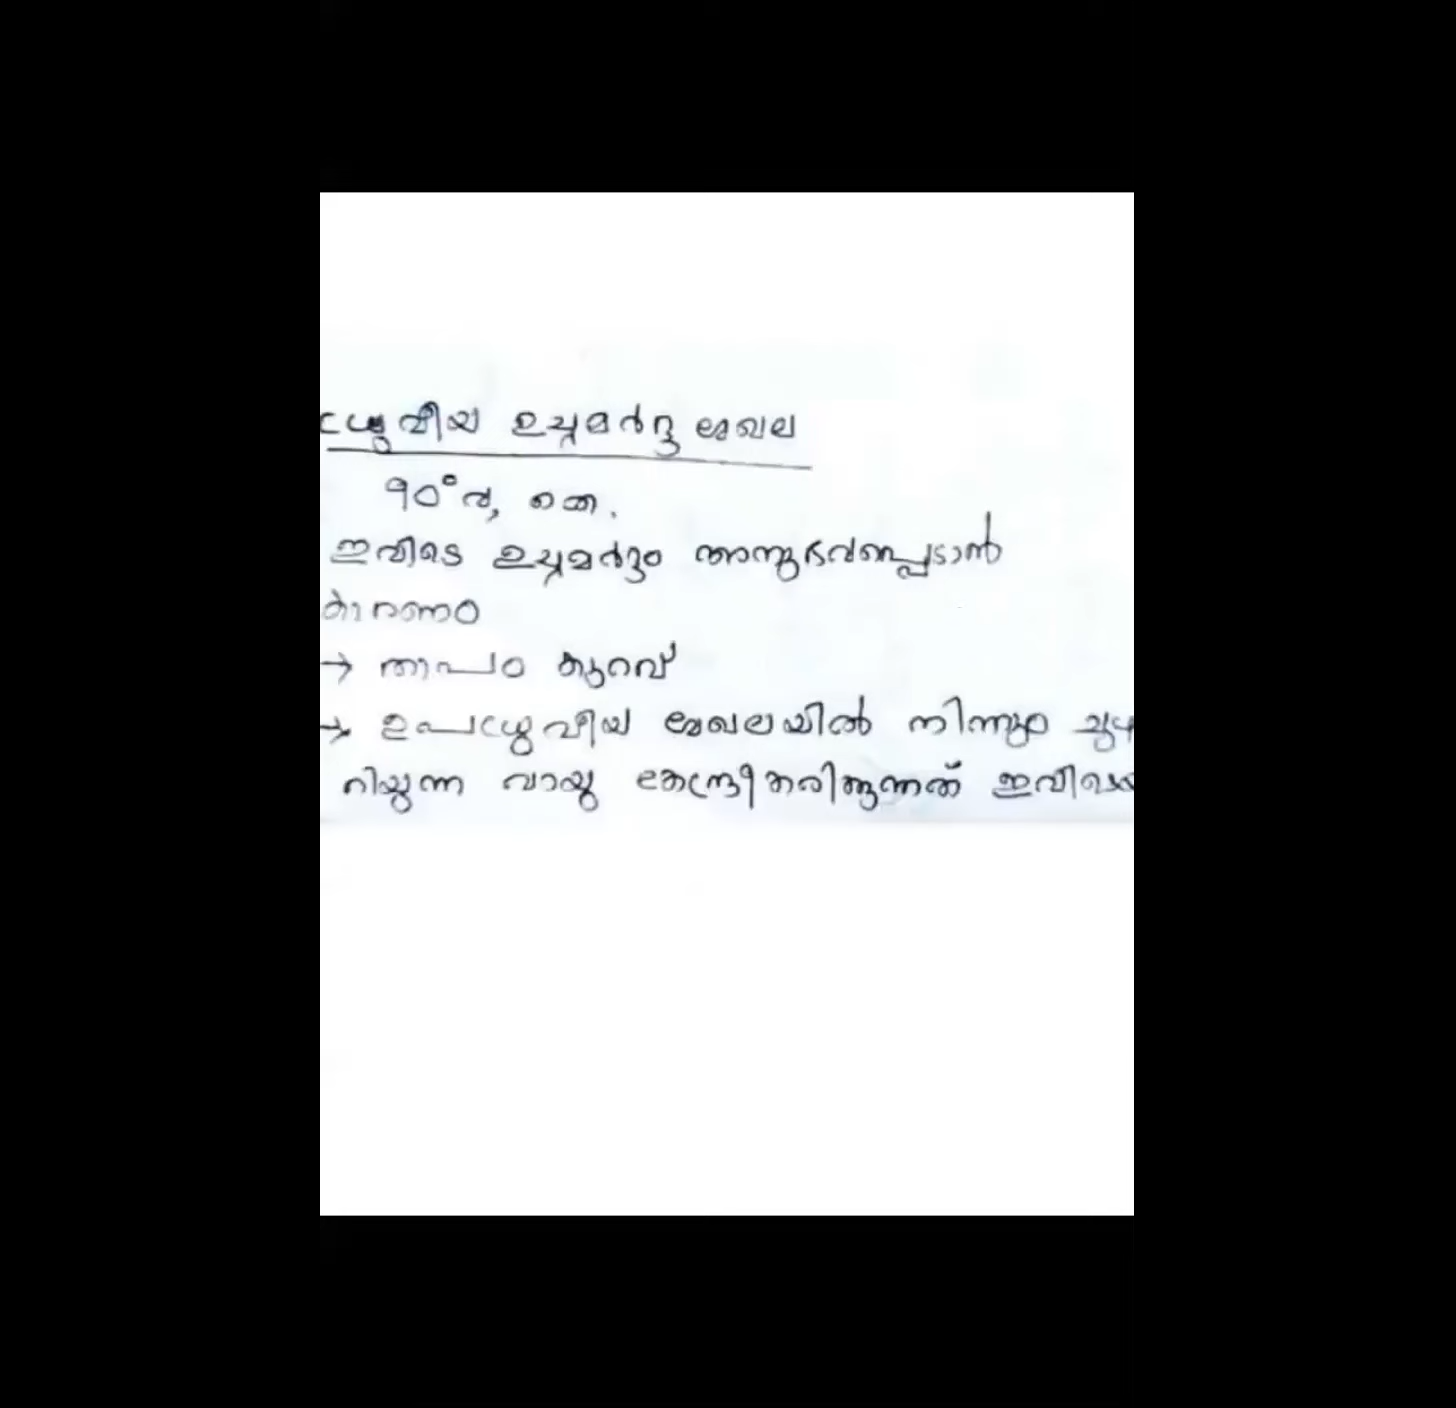 ധ്രുവീയ ഉച്ചമർദ്ദ മേഖല
90° വ, തെ.
ഇവിടെ ഉച്ചമർദ്ദം അനുഭവപ്പെടാൻ
കാരണം
→ താപം കുറവ്
→ ഉപധ്രുവീയ മേഖലയിൽ നിന്നും
റിയുന്ന വായു കേന്ദ്രീകരിക്കുന്നത്